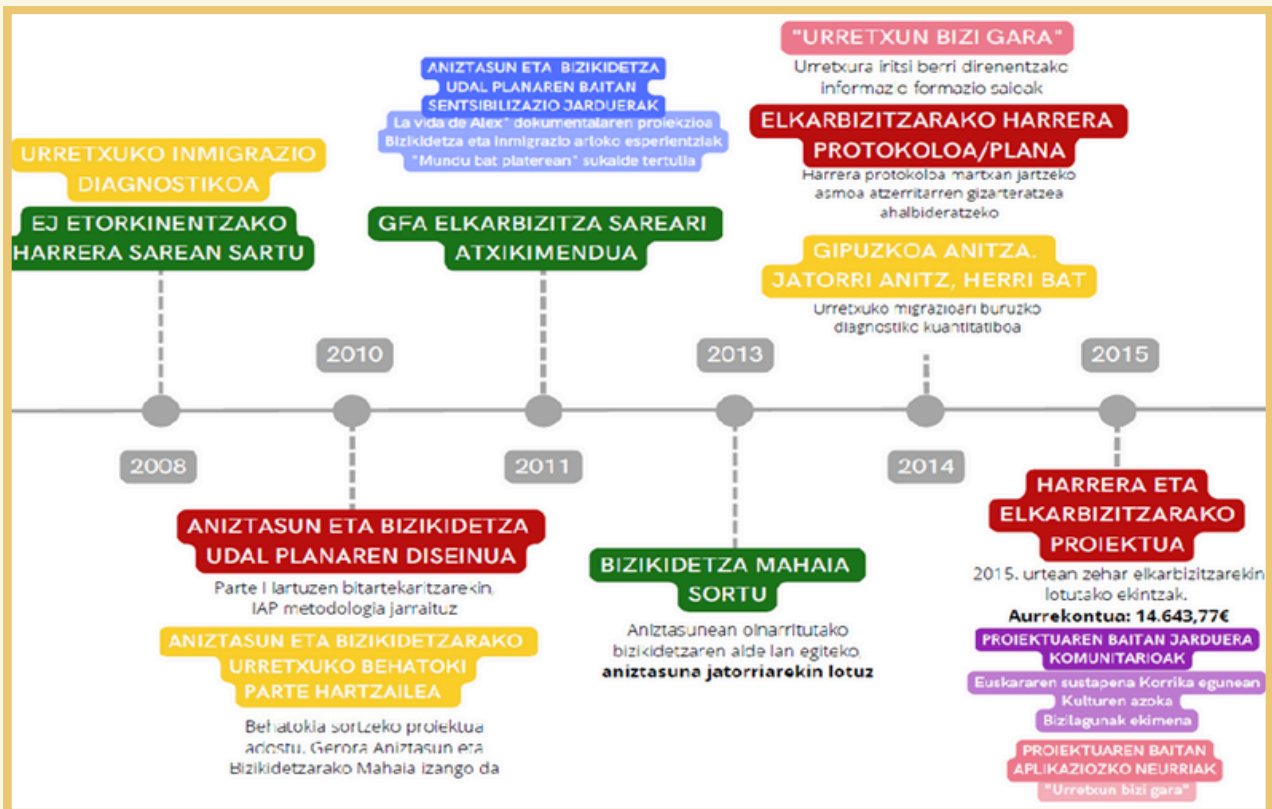 URRETXUKO INMIGRAZIO
DIAGNOSTIKOA
EJ ETORKINENTZAKO
HARRERA SAREAN SARTU
2008
2010
ANIZTASUN ETA BIZIKIDETZA
UDAL PLANAREN DISEINUA
Parte Hartuzen bitartekaritzarekin,
IAP metodologia jarraituz
ANIZTASUN ETA BIZIKIDETZARAKO
URRETXUKO BEHATOKI
PARTE HARTZAILEA
Behatokia sortzeko proiektua
adostu. Gerora Aniztasun eta
Bizikidetzarako Mahaia izango da
ANIZTASUN ETA BIZIKIDETZA
UDAL PLANAREN BAITAN
SENTSIBILIZAZIO JARDUERAK
La vida de Alex" dokumentalaren proiekzioa
Bizikidetza eta Inmigrazio arloko esperientziak
"Mundu bat platerean" sukalde tertulia
GFA ELKARBIZITZA SAREARI
ATXIKIMENDUA
2011
2013
BIZIKIDETZA MAHAIA
SORTU
Aniztasunean oinarritutako
bizikidetzaren alde lan egiteko,
aniztasuna jatorriarekin lotuz
"URRETXUN BIZI GARA"
Urretxura iritsi berri direnentzako
informazio formazio saioak
ELKARBIZITZARAKO HARRERA
PROTOKOLOA/PLANA
Harrera protokoloa martxan jartzeko
asmoa atzerritarren gizarteratzea
ahalbideratzeko
GIPUZKOA ANITZA.
JATORRI ANITZ, HERRI BAT
Urretxuko migrazioari buruzko
diagnostiko kuantitatiboa
2014
2015
HARRERA ETA
ELKARBIZITZARAKO
PROIEKTUA
2015. urtean zehar elkarbizitzarekin
lotutako ekintzak.
Aurrekontua: 14.643,77€
PROIEKTUAREN BAITAN JARDUERA
KOMUNITARIOAK
Euskararen sustapena Korrika egunean
Kulturen azoka
Bizilagunak ekimena
PROIEKTUAREN BAITAN
APLIKAZIOZKO NEURRIAK
"Urretxun bizi gara"